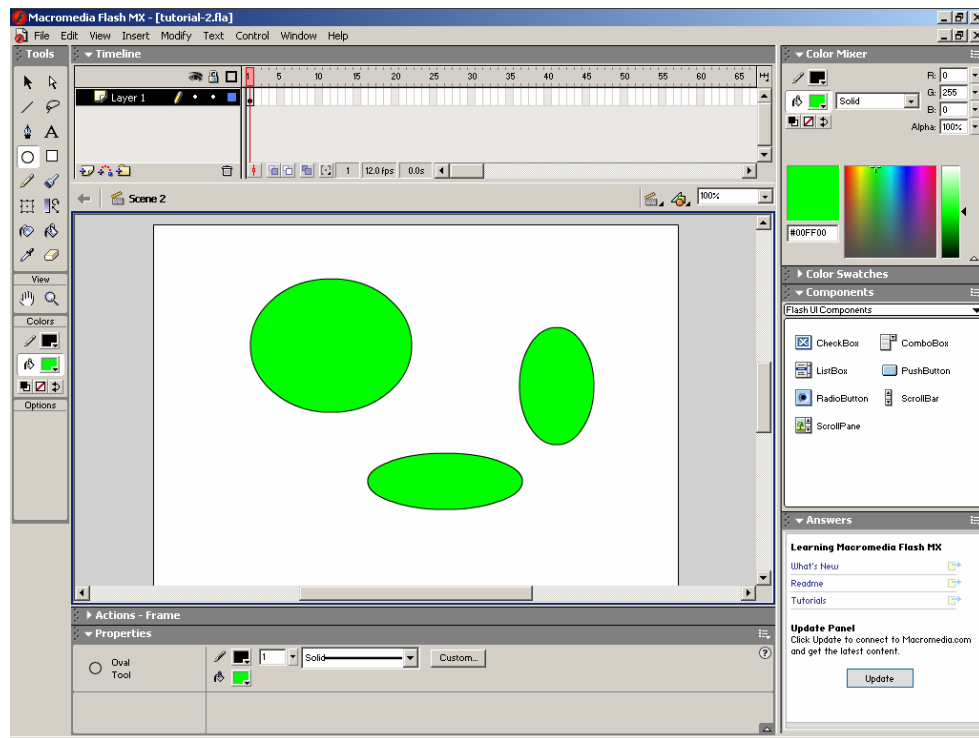 Macromedia Flash MX - [tutorial-2.fla]
File Edit View Insert Modify Text Control Window Help
Tools
Timeline
1 5 10 15 20 25 30 35 40 45 50 55 60 65
Layer 1
1 12.0 fps 0.0s
Scene 2
100%
A
View
Colors
Options
Color Mixer
R: 0
Solid
G: 255
B: 0
Alpha: 100%
#00FF00
Color Swatches
Components
Flash UI Components
CheckBox ComboBox
ListBox PushButton
RadioButton ScrollBar
ScrollPane
Answers
Learning Macromedia Flash MX
What's New
Readme
Tutorials
Update Panel
Click Update to connect to Macromedia.com
and get the latest content.
Update
Actions - Frame
Properties
Oval
Tool
1 Solid Custom...
?